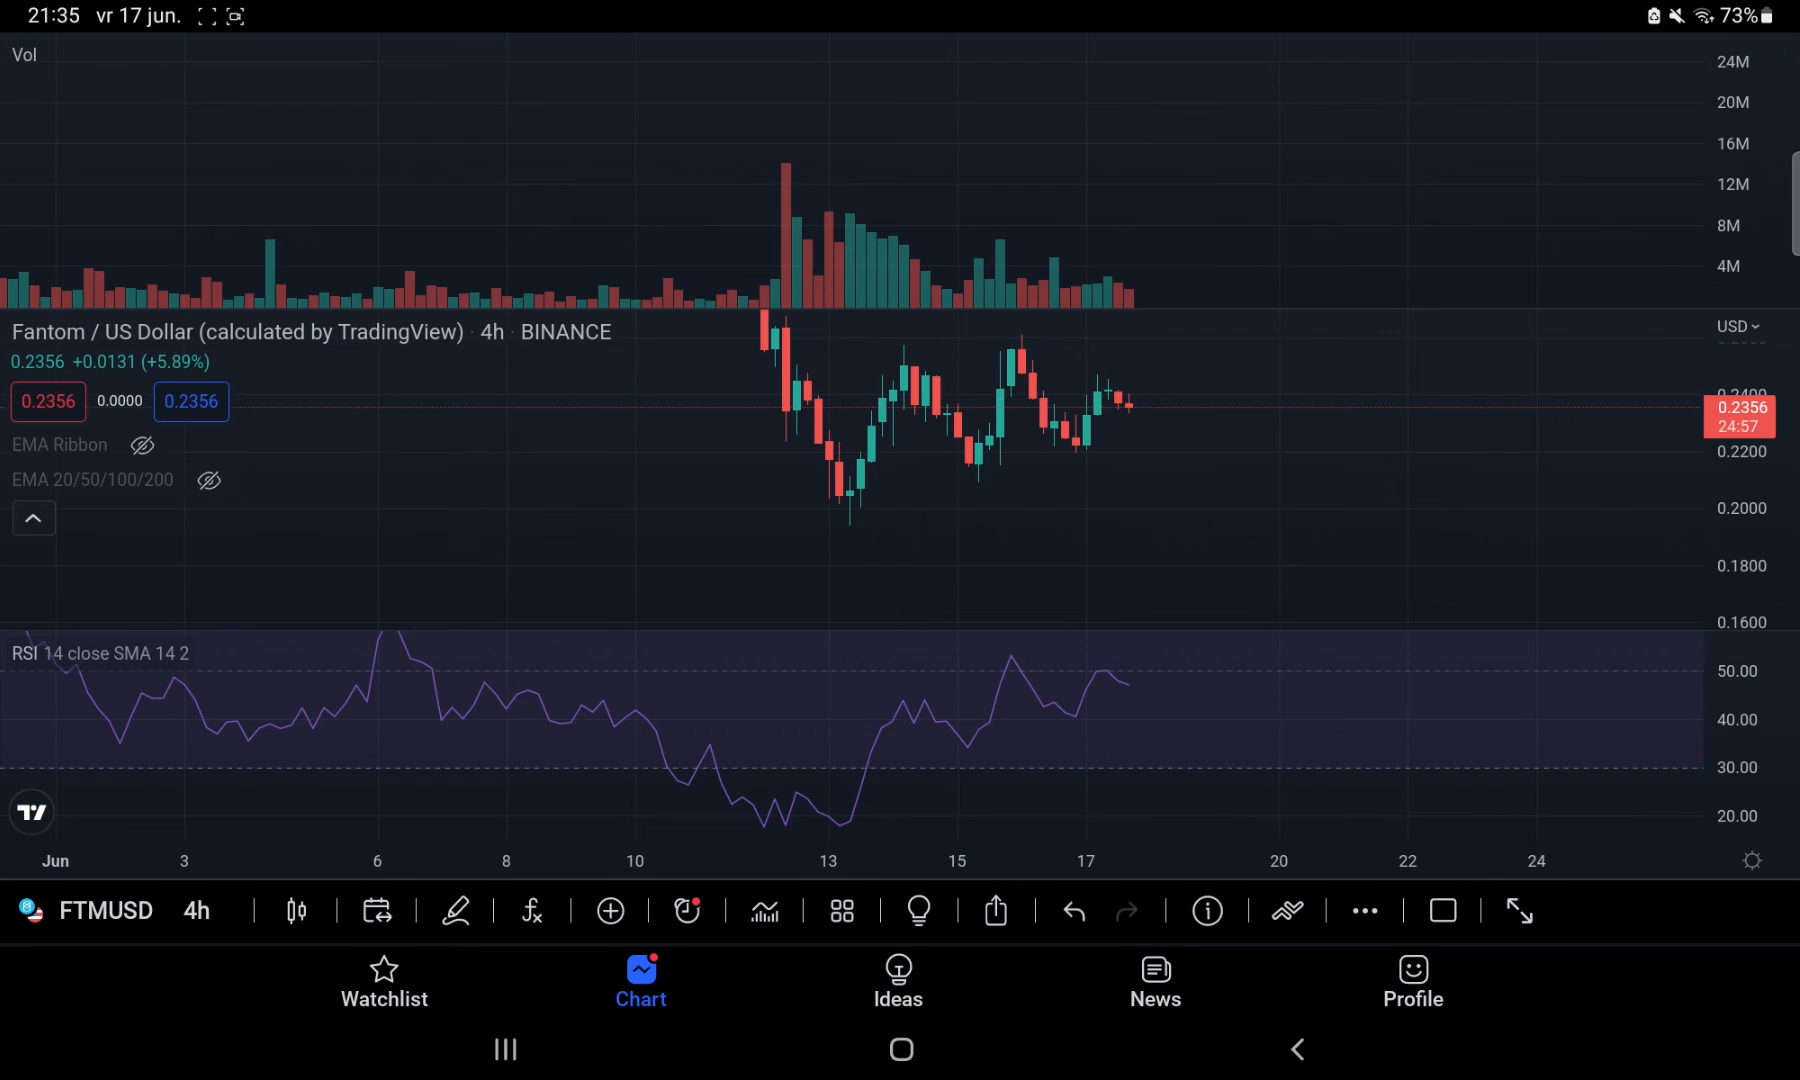 21:35 vr 17 jun. 73%
Vol
24M
20M
16M
12M
8M
4M
Fantom / US Dollar (calculated by TradingView) · 4h · BINANCE
USD
0.2356 +0.0131 (+5.89%)
0.2356 0.0000 0.2356
0.2400
0.2356
24:57
EMA Ribbon
0.2200
EMA 20/50/100/200
0.2000
0.1800
0.1600
RSI 14 close SMA 14 2
50.00
40.00
30.00
20.00
Jun 3 6 8 10 13 15 17 20 22 24
FTMUSD 4h
Watchlist Chart Ideas News Profile